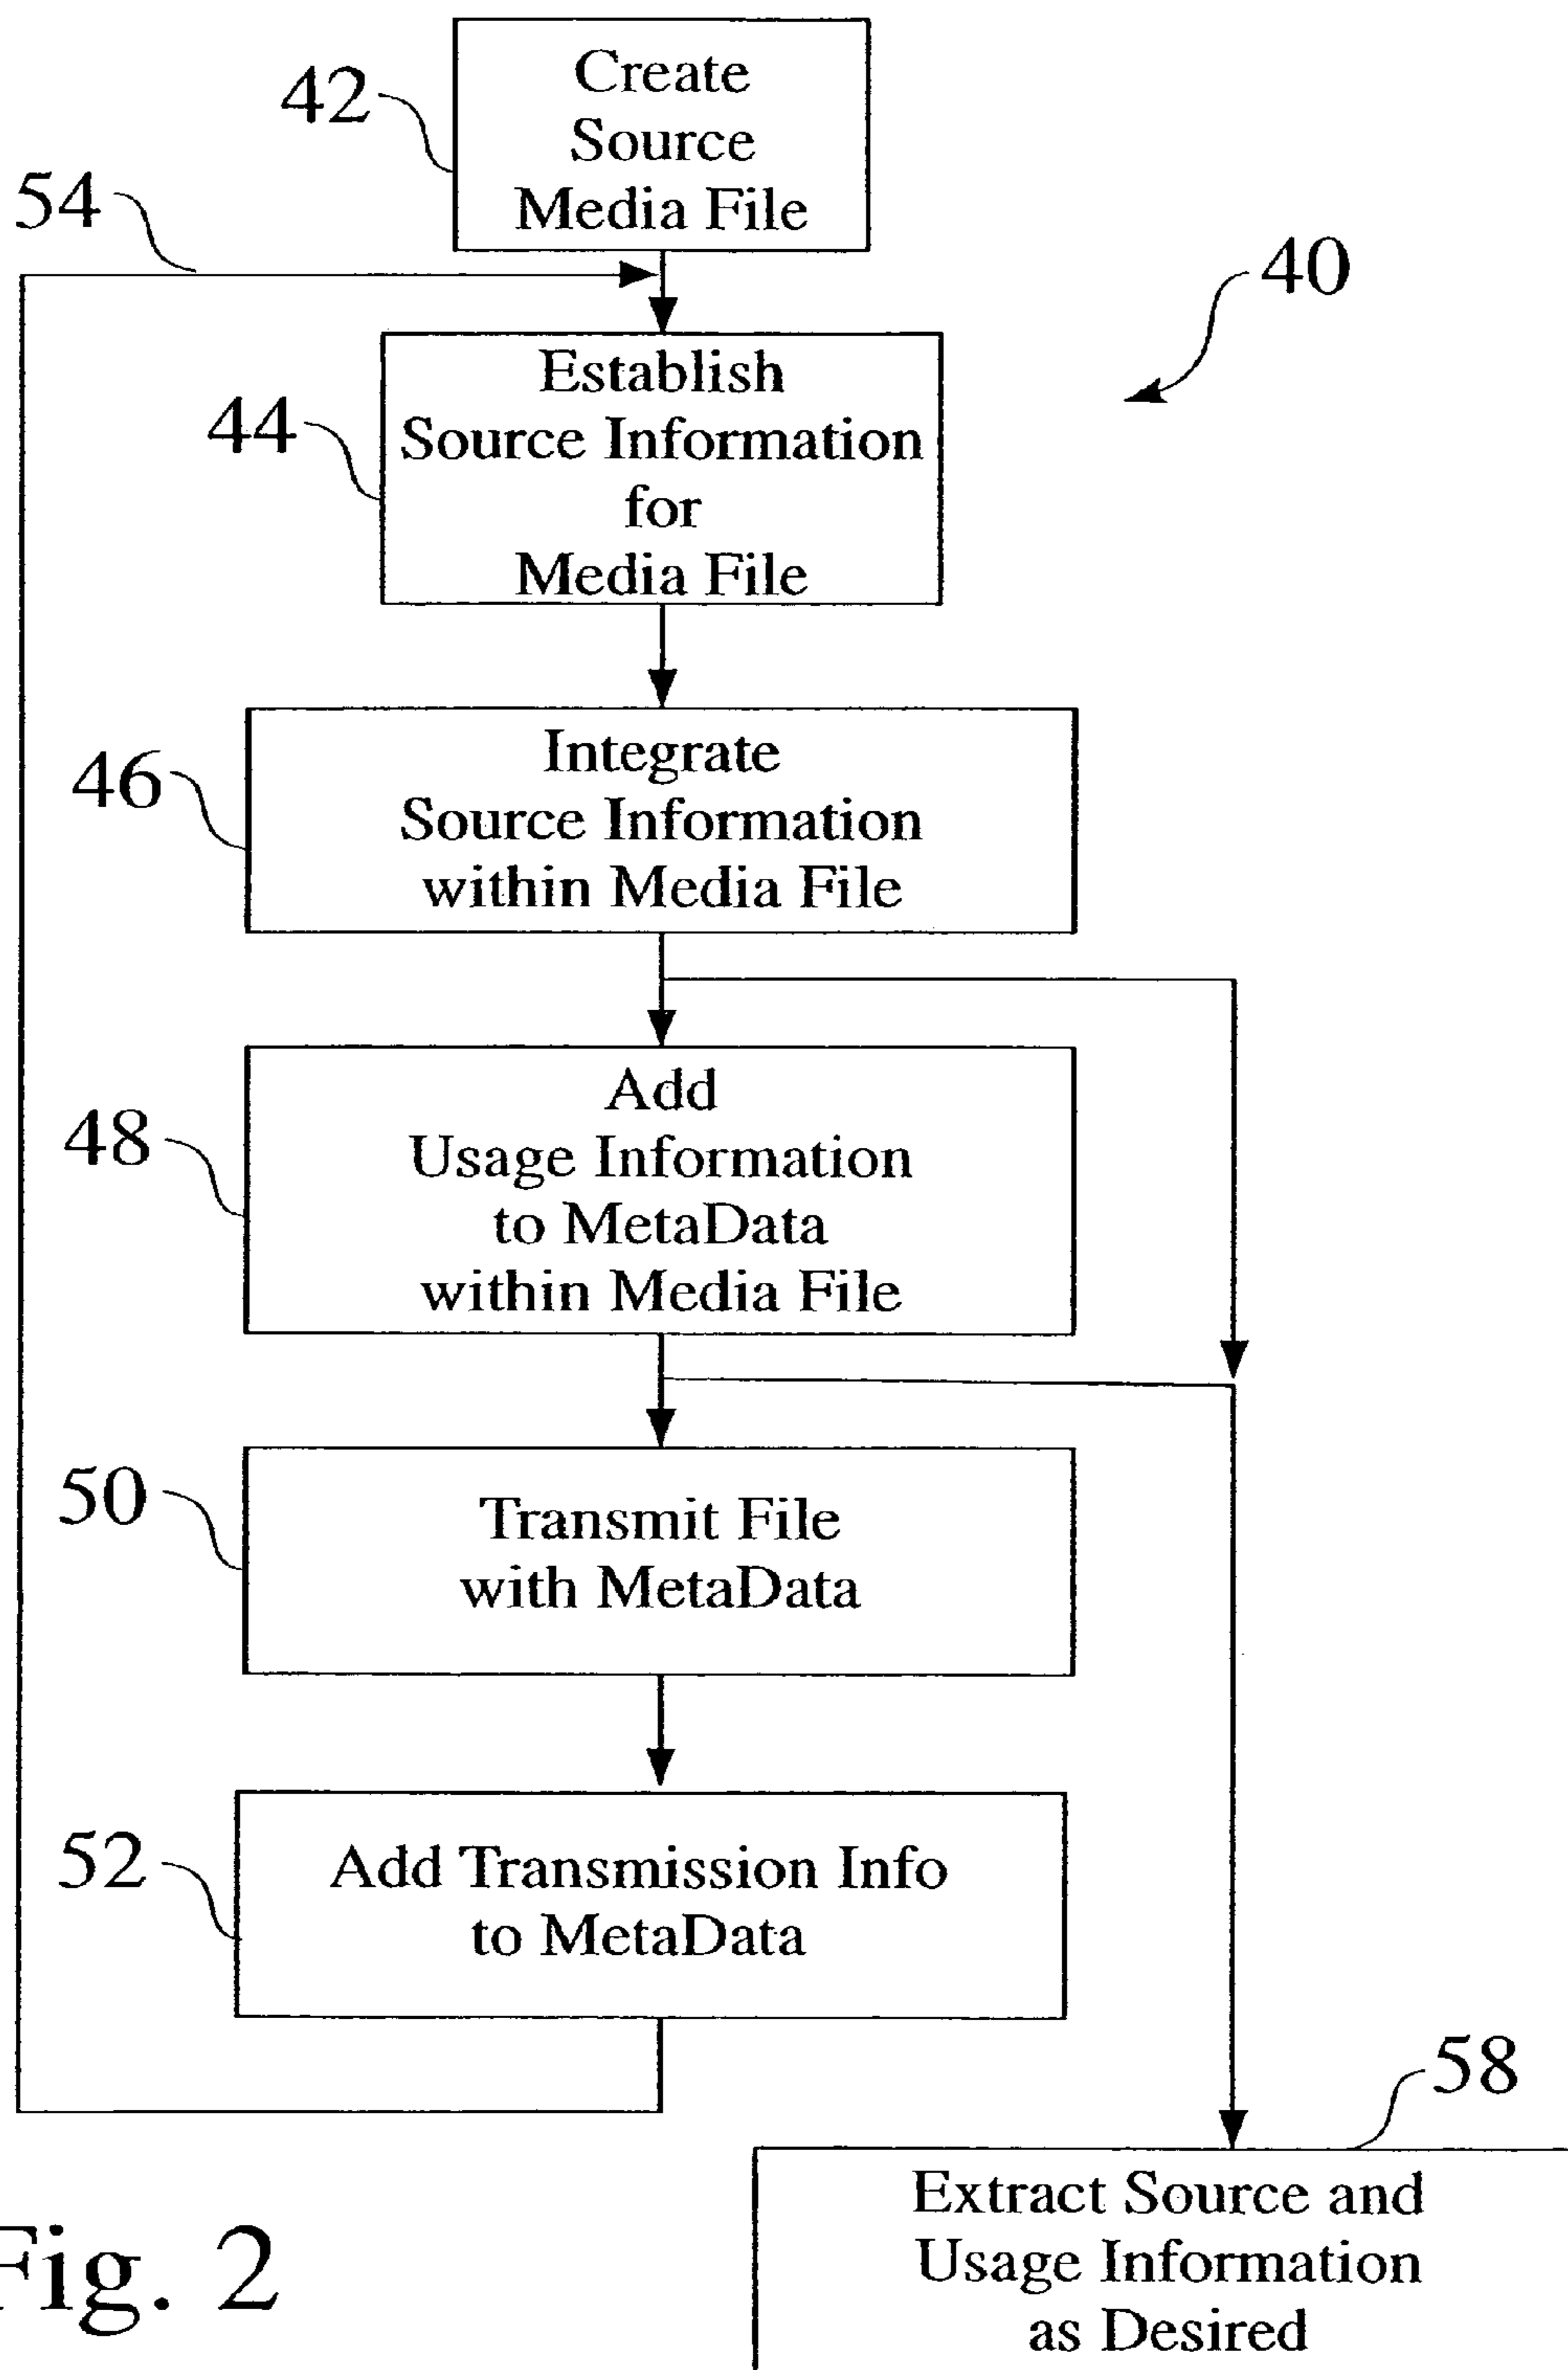 42
Create
Source
Media File
54
40
44
Establish
Source Information
for
Media File
46
Integrate
Source Information
within Media File
48
Add
Usage Information
to MetaData
within Media File
50
Transmit File
with MetaData
52
Add Transmission Info
to MetaData
58
Extract Source and
Usage Information
as Desired
Fig. 2